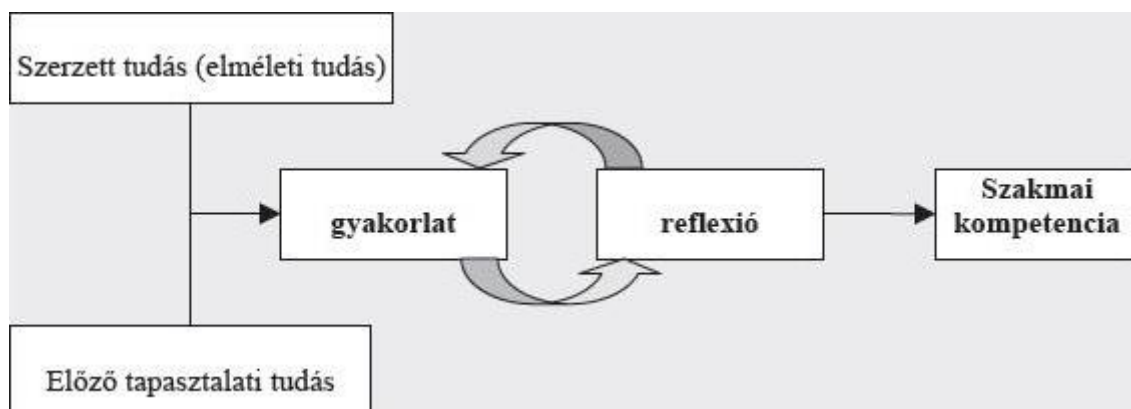 Szerzett tudás (elméleti tudás)
gyakorlat
reflexió
Szakmai
kompetencia
Előző tapasztalati tudás